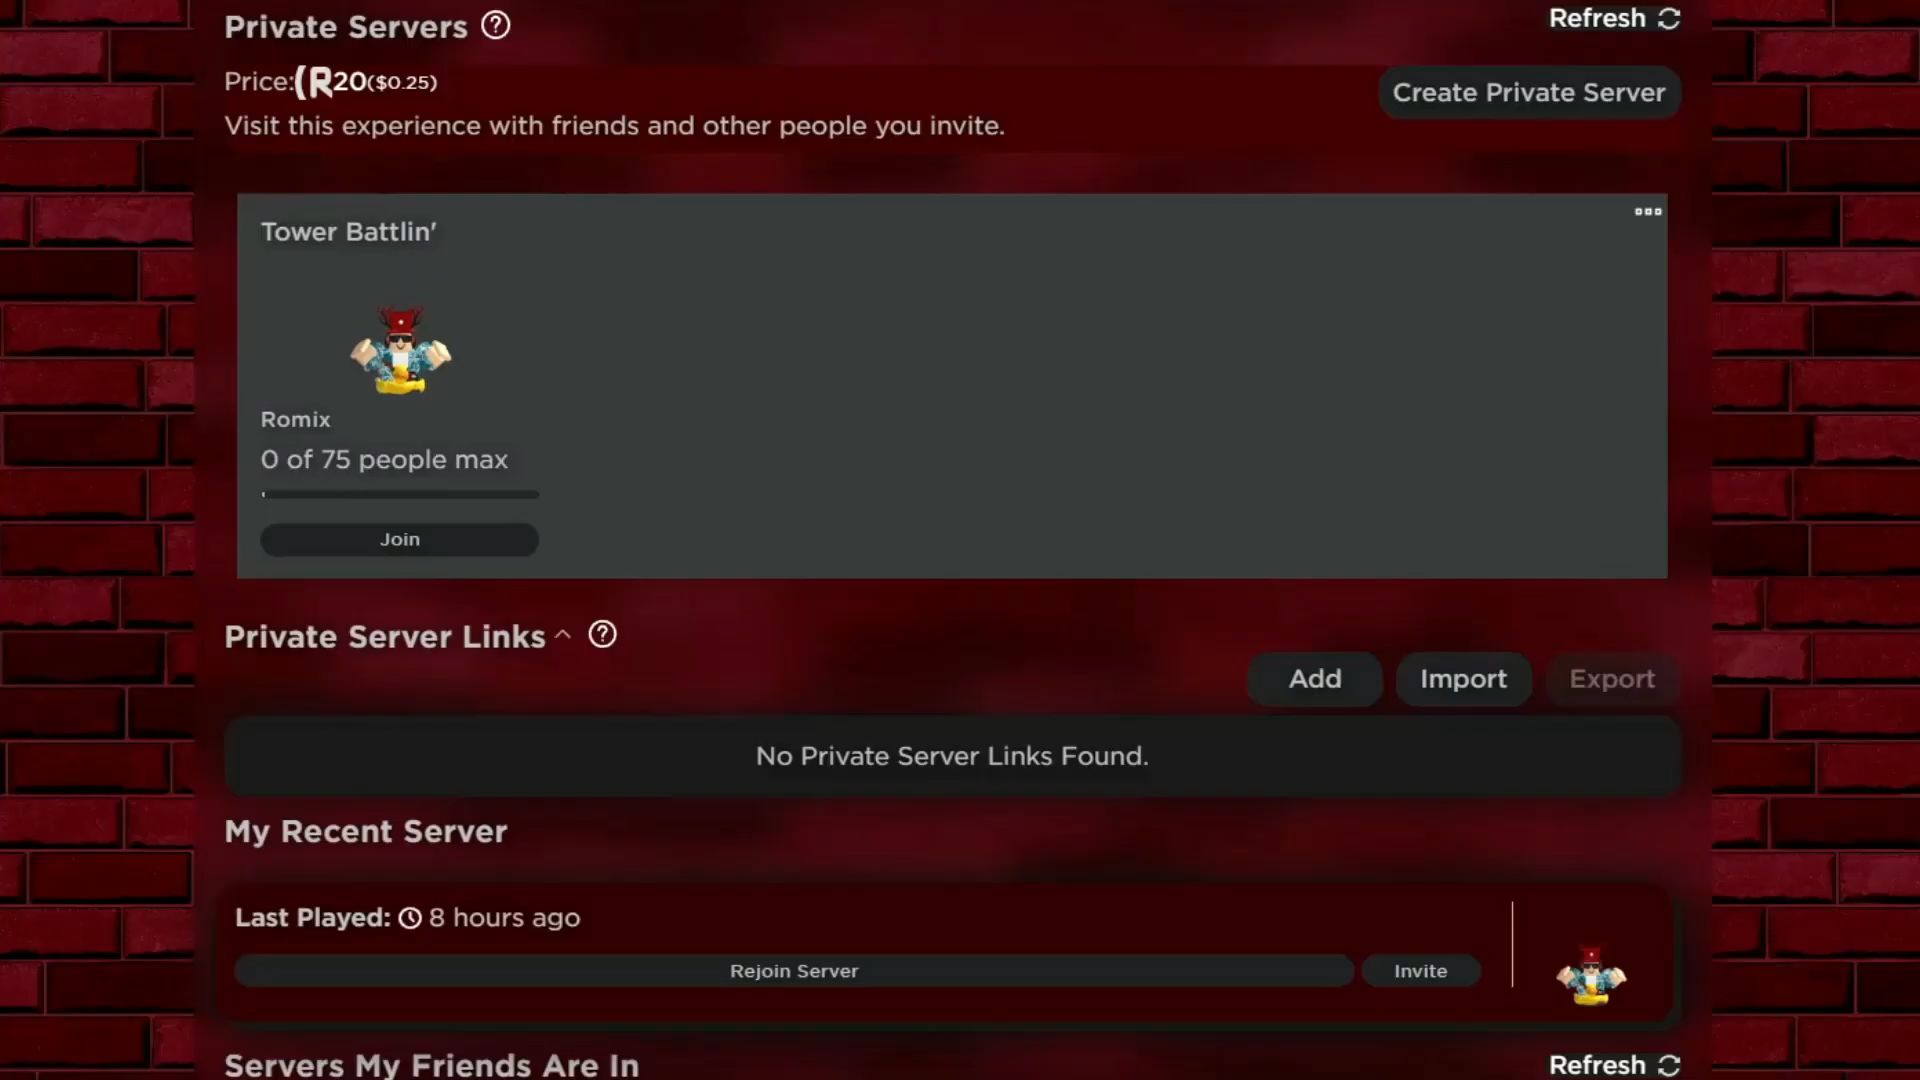 Private Servers
Refresh
Price: 20($0.25)
Create Private Server
Visit this experience with friends and other people you invite.
Tower Battlin'
Romix
0 of 75 people max
Join
Private Server Links
Add
Import
Export
No Private Server Links Found.
My Recent Server
Last Played: 8 hours ago
Rejoin Server
Invite
Servers My Friends Are In
Refresh